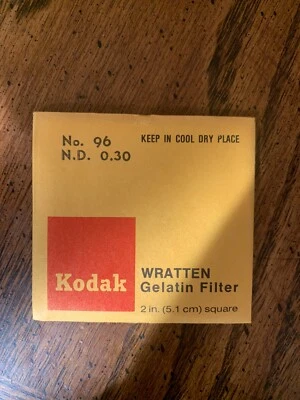 No. 96 KEEP IN COOL DRY PLACE
N.D. 0.30
Kodak
WRATTEN
Gelatin Filter
2 in. (5.1 cm) square